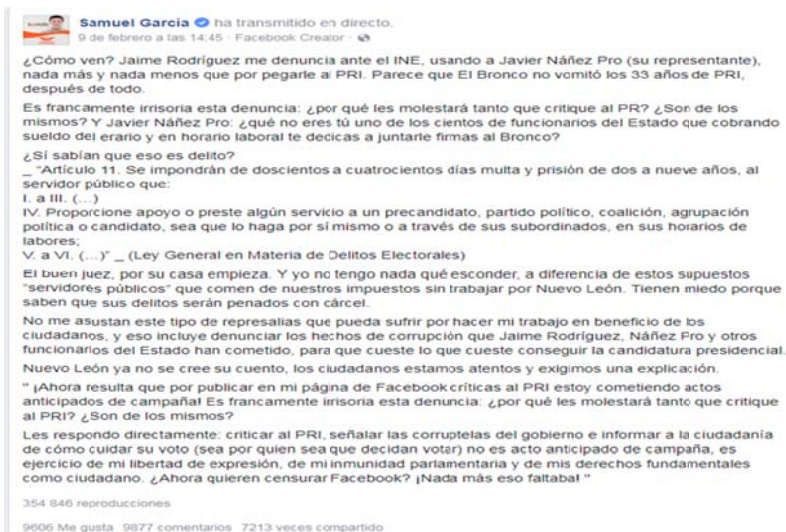 Samuel García ha transmitido en directo.
9 de febrero a las 14:45 · Facebook Creator ·
¿Cómo ven? Jaime Rodríguez me denuncia ante el INE, usando a Javier Náñez Pro (su representante),
nada más y nada menos que por pegarle al PRI. Parece que El Bronco no vomitó los 33 años de PRI,
después de todo.
Es francamente irrisoria esta denuncia: ¿por qué les molestará tanto que critique al PR? ¿Son de los
mismos? Y Javier Náñez Pro: ¿qué no eres tú uno de los cientos de funcionarios del Estado que cobrando
sueldo del erario y en horario laboral te decicas a juntarle firmas al Bronco?
¿Sí sabían que eso es delito?
_ "Artículo 11. Se impondrán de doscientos a cuatrocientos días multa y prisión de dos a nueve años, al
servidor público que:
I. a III. (...)
IV. Proporcione apoyo o preste algún servicio a un precandidato, partido político, coalición, agrupación
política o candidato, sea que lo haga por sí mismo o a través de sus subordinados, en sus horarios de
labores;
V. a VI. (...)" _ (Ley General en Materia de Delitos Electorales)
El buen juez, por su casa empieza. Y yo no tengo nada qué esconder, a diferencia de estos supuestos
"servidores públicos" que comen de nuestros impuestos sin trabajar por Nuevo León. Tienen miedo porque
saben que sus delitos serán penados con cárcel.
No me asustan este tipo de represalias que pueda sufrir por hacer mi trabajo en beneficio de los
ciudadanos, y eso incluye denunciar los hechos de corrupción que Jaime Rodríguez, Náñez Pro y otros
funcionarios del Estado han cometido, para que cueste lo que cueste conseguir la candidatura presidencial.
Nuevo León ya no se cree su cuento, los ciudadanos estamos atentos y exigimos una explicación.
" ¡Ahora resulta que por publicar en mi página de Facebook críticas al PRI estoy cometiendo actos
anticipados de campaña! Es francamente irrisoria esta denuncia: ¿por qué les molestará tanto que critique
al PRI? ¿Son de los mismos?
Les respondo directamente: criticar al PRI, señalar las corruptelas del gobierno e informar a la ciudadanía
de cómo cuidar su voto (sea por quien sea que decidan votar) no es acto anticipado de campaña, es
ejercicio de mi libertad de expresión, de mi inmunidad parlamentaria y de mis derechos fundamentales
como ciudadano. ¿Ahora quieren censurar Facebook? ¡Nada más eso faltaba! "
354 846 reproducciones
9606 Me gusta 9877 comentarios 7213 veces compartido